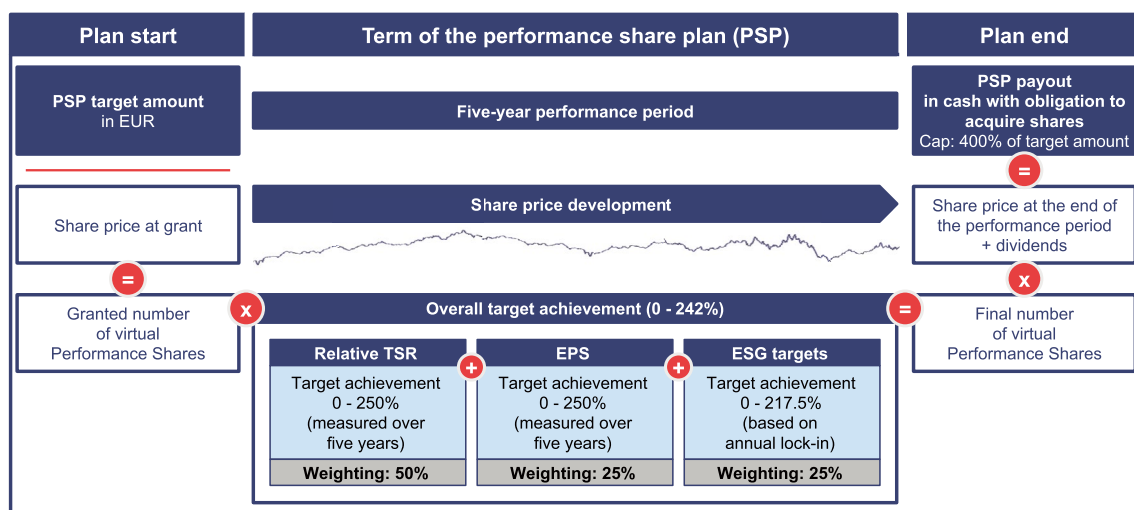 Plan start
Term of the performance share plan (PSP)
Plan end
PSP target amount
in EUR
Five-year performance period
PSP payout
in cash with obligation to
acquire shares
Cap: 400% of target amount
=
Share price at grant
Share price development
Share price at the end of
the performance period
+ dividends
=
x
Granted number
of virtual
Performance Shares
x
Overall target achievement (0 - 242%)
=
Final number
of virtual
Performance Shares
Relative TSR
+
EPS
+
ESG targets
Target achievement
0 - 250%
(measured over
five years)
Target achievement
0 - 250%
(measured over
five years)
Target achievement
0 - 217.5%
(based on
annual lock-in)
Weighting: 50%
Weighting: 25%
Weighting: 25%